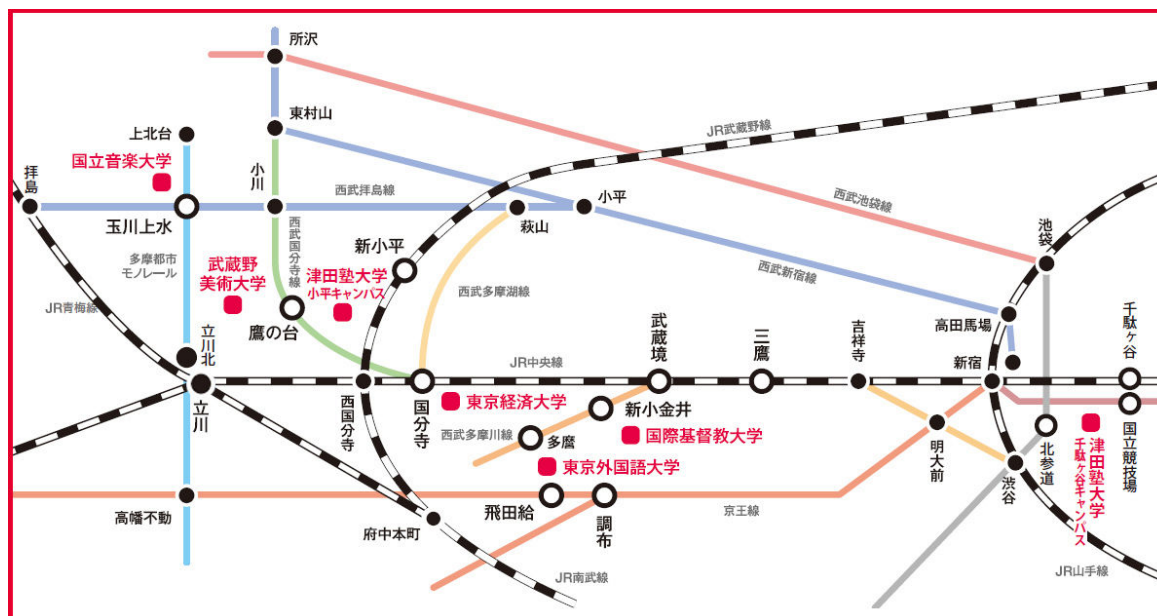 所沢
東村山
JR武蔵野線
上北台
国立音楽大学
拝島
小川
西武拝島線
小平
西武池袋線
玉川上水
萩山
池袋
多摩都市
モノレール
西武国分寺線
新小平
武蔵野
美術大学
津田塾大学
小平キャンパス
西武多摩湖線
西武新宿線
JR青梅線
鷹の台
高田馬場
立川北
JR中央線
武蔵境
三鷹
吉祥寺
新宿
千駄ヶ谷
立川
西国分寺
国分寺
東京経済大学
新小金井
西武多摩川線
多磨
国際基督教大学
明大前
渋谷
北参道
津田塾大学
千駄ヶ谷キャンパス
国立競技場
東京外国語大学
高幡不動
飛田給
調布
京王線
府中本町
JR南武線
JR山手線